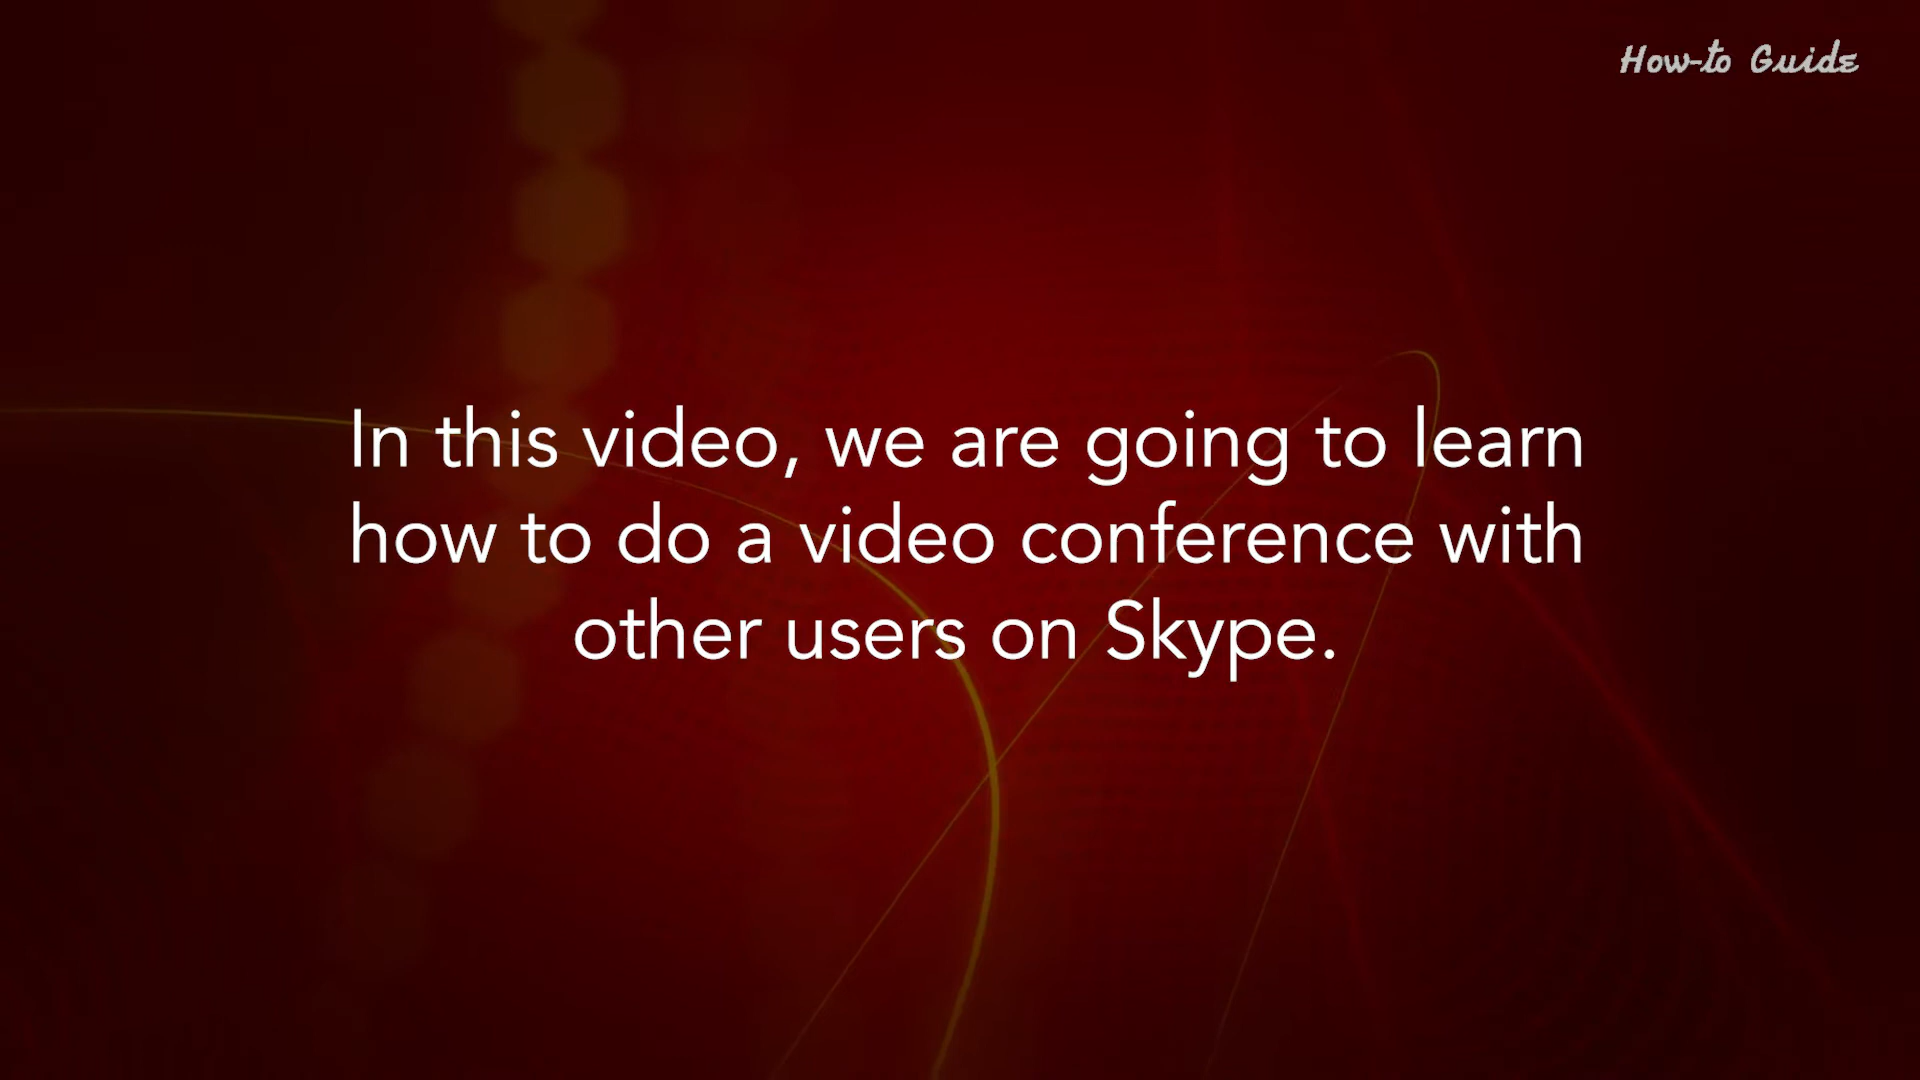 How-to Guide
In this video, we are going to learn
how to do a video conference with
other users on Skype.